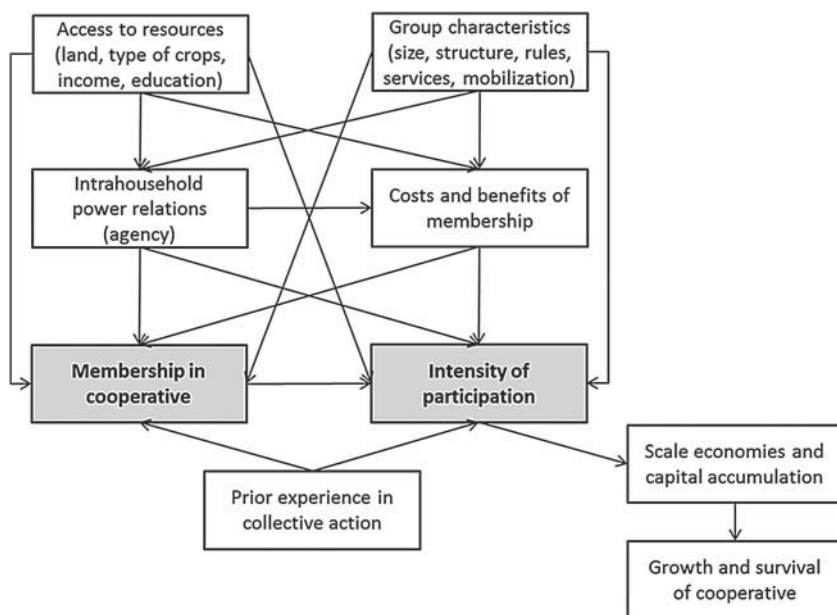 Access to resources
(land, type of crops,
income, education)
Group characteristics
(size, structure, rules,
services, mobilization)
Intrahousehold
power relations
(agency)
Costs and benefits of
membership
Membership in
cooperative
Intensity of
participation
Prior experience in
collective action
Scale economies and
capital accumulation
Growth and survival
of cooperative